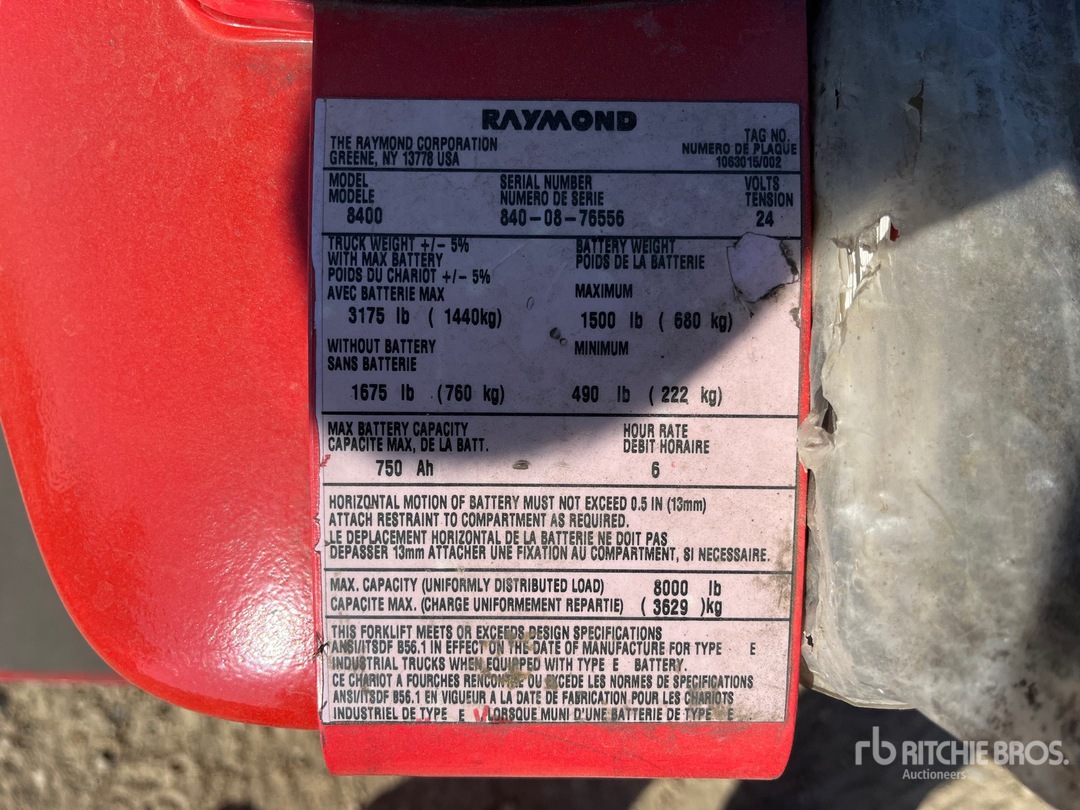 RAYMOND
THE RAYMOND CORPORATION
GREENE, NY 13778 USA
TAG NO.
NUMERO DE PLAQUE
1063015/002
MODEL
MODELE
8400
SERIAL NUMBER
NUMERO DE SERIE
840-08-76556
VOLTS
TENSION
24
TRUCK WEIGHT +/- 5%
WITH MAX BATTERY
POIDS DU CHARIOT +/- 5%
AVEC BATTERIE MAX
3175 lb ( 1440kg)
BATTERY WEIGHT
POIDS DE LA BATTERIE
MAXIMUM
1500 lb ( 680 kg)
WITHOUT BATTERY
SANS BATTERIE
1675 lb (760 kg)
MINIMUM
490 lb ( 222 kg)
MAX BATTERY CAPACITY
CAPACITE MAX, DE LA BATT.
750 Ah
HOUR RATE
DEBIT HORAIRE
6
HORIZONTAL MOTION OF BATTERY MUST NOT EXCEED 0.5 IN (13mm)
ATTACH RESTRAINT TO COMPARTMENT AS REQUIRED.
LE DEPLACEMENT HORIZONTAL DE LA BATTERIE NE DOIT PAS
DEPASSER 13mm ATTACHER UNE FIXATION AU COMPARTMENT, SI NECESSAIRE.
MAX. CAPACITY (UNIFORMLY DISTRIBUTED LOAD) 8000 lb
CAPACITE MAX. (CHARGE UNIFORMEMENT REPARTIE) ( 3629 )kg
THIS FORKLIFT MEETS OR EXCEEDS DESIGN SPECIFICATIONS
ANSI/ITSDF B56.1 IN EFFECT ON THE DATE OF MANUFACTURE FOR TYPE E
INDUSTRIAL TRUCKS WHEN EQUIPPED WITH TYPE E BATTERY.
CE CHARIOT A FOURCHES RENCONTRE OU EXCEDE LES NORMES DE SPECIFICATIONS
ANSI/ITSDF B56.1 EN VIGUEUR A LA DATE DE FABRICATION POUR LES CHARIOTS
INDUSTRIEL DE TYPE E LORSQUE MUNI D'UNE BATTERIE DE TYPE E
rb RITCHIE BROS.
Auctioneers